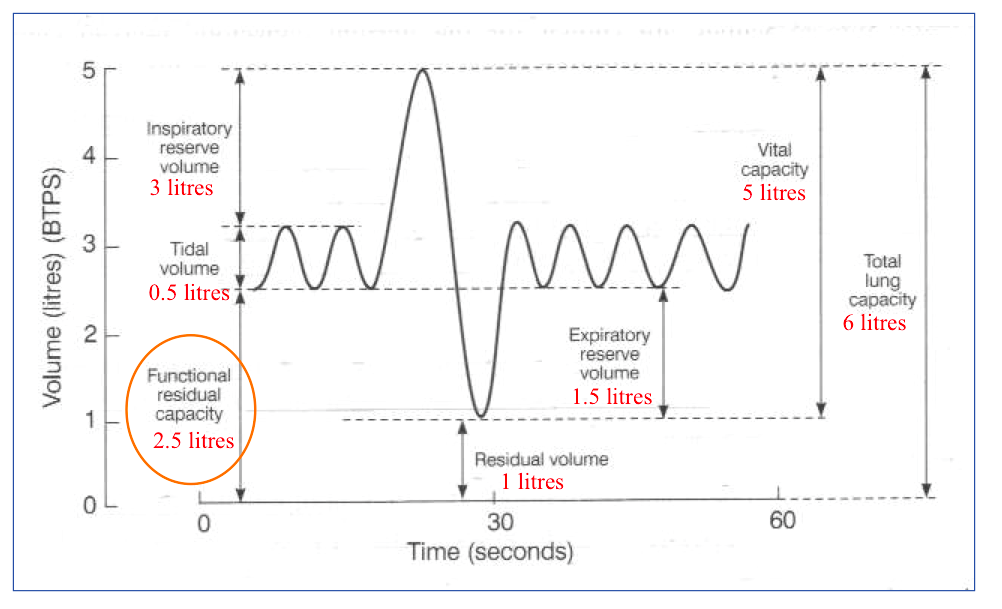 5
4
3
2
1
0
Volume (litres) (BTPS)
Inspiratory
reserve
volume
3 litres
Tidal
volume
0.5 litres
Functional
residual
capacity
2.5 litres
Vital
capacity
5 litres
Total
lung
capacity
6 litres
Expiratory
reserve
volume
1.5 litres
Residual volume
1 litres
0
30
60
Time (seconds)